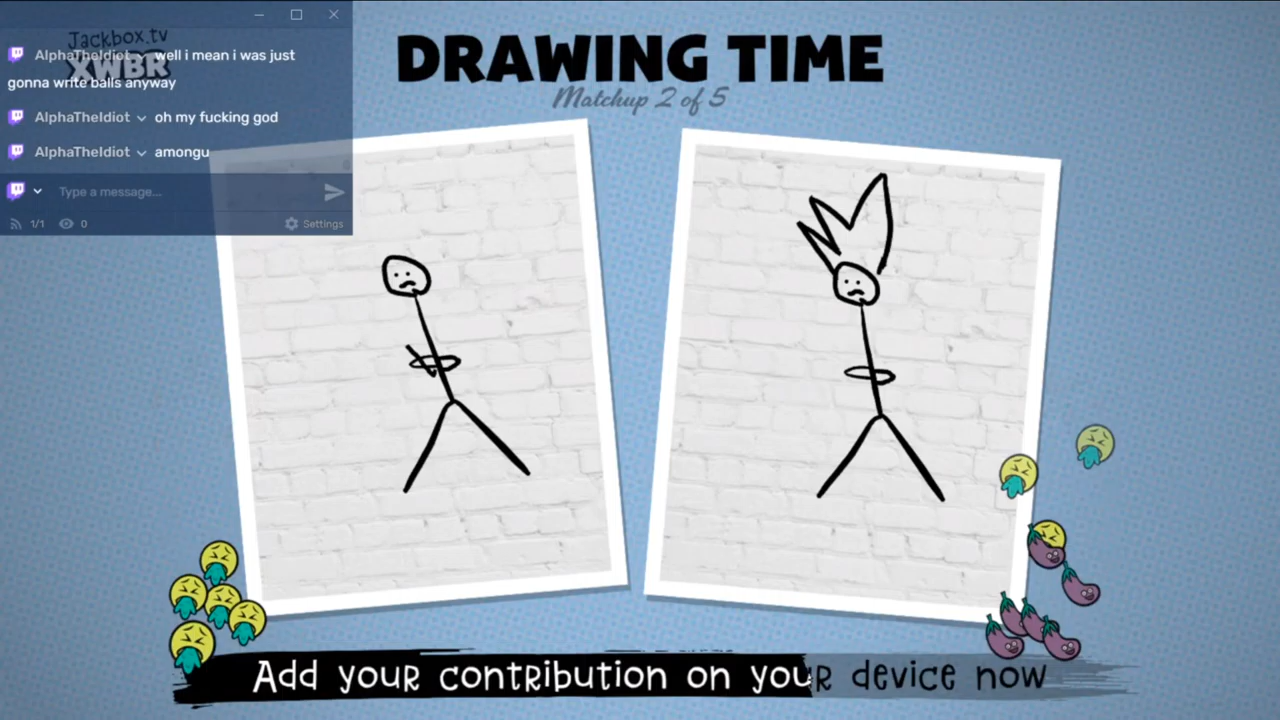 Jackbox.tv
XWBR
AlphaTheIdiot well i mean i was just
gonna write balls anyway
AlphaTheIdiot oh my fucking god
AlphaTheIdiot amongu
Type a message...
1/1 0 Settings
DRAWING TIME
Matchup 2 of 5
Add your contribution on your device now